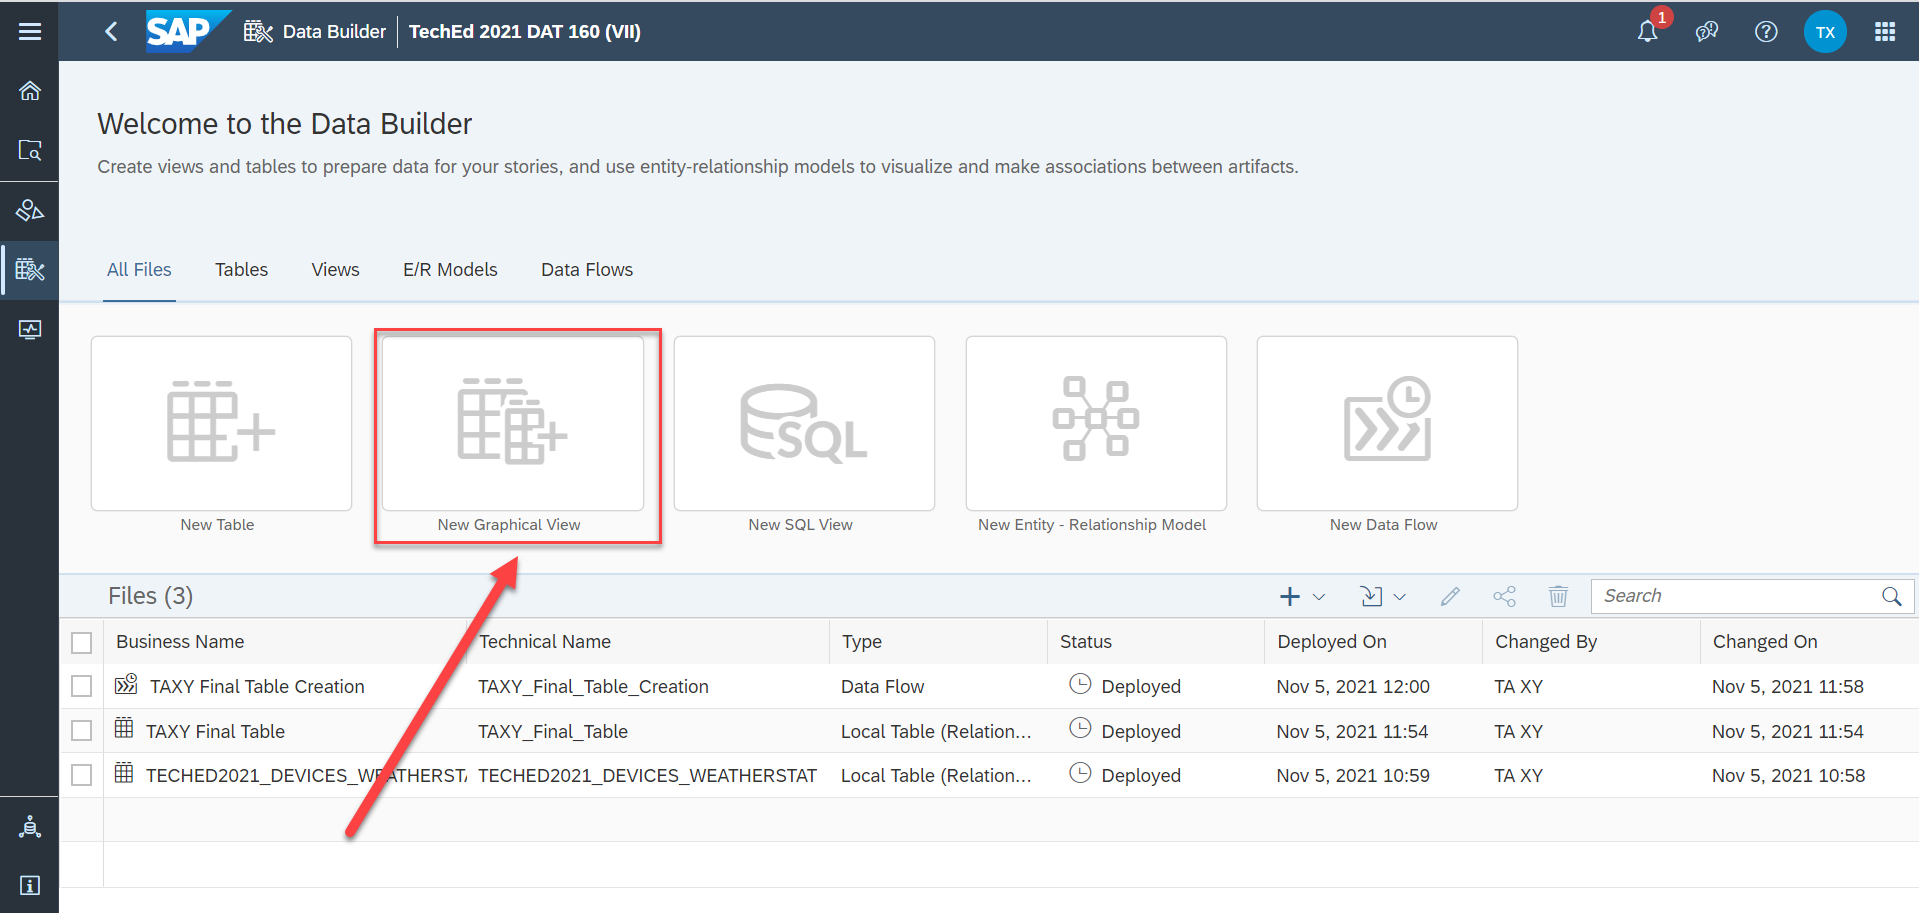 SAP Data Builder TechEd 2021 DAT 160 (VII) 1 TX
Welcome to the Data Builder
Create views and tables to prepare data for your stories, and use entity-relationship models to visualize and make associations between artifacts.
All Files Tables Views E/R Models Data Flows
SQL
New Table New Graphical View New SQL View New Entity - Relationship Model New Data Flow
Files (3) Search
Business Name Technical Name Type Status Deployed On Changed By Changed On
TAXY Final Table Creation TAXY_Final_Table_Creation Data Flow Deployed Nov 5, 2021 12:00 TA XY Nov 5, 2021 11:58
TAXY Final Table TAXY_Final_Table Local Table (Relation... Deployed Nov 5, 2021 11:54 TA XY Nov 5, 2021 11:54
TECHED2021_DEVICES_WEATHERSTA TECHED2021_DEVICES_WEATHERSTAT Local Table (Relation... Deployed Nov 5, 2021 10:59 TA XY Nov 5, 2021 10:58